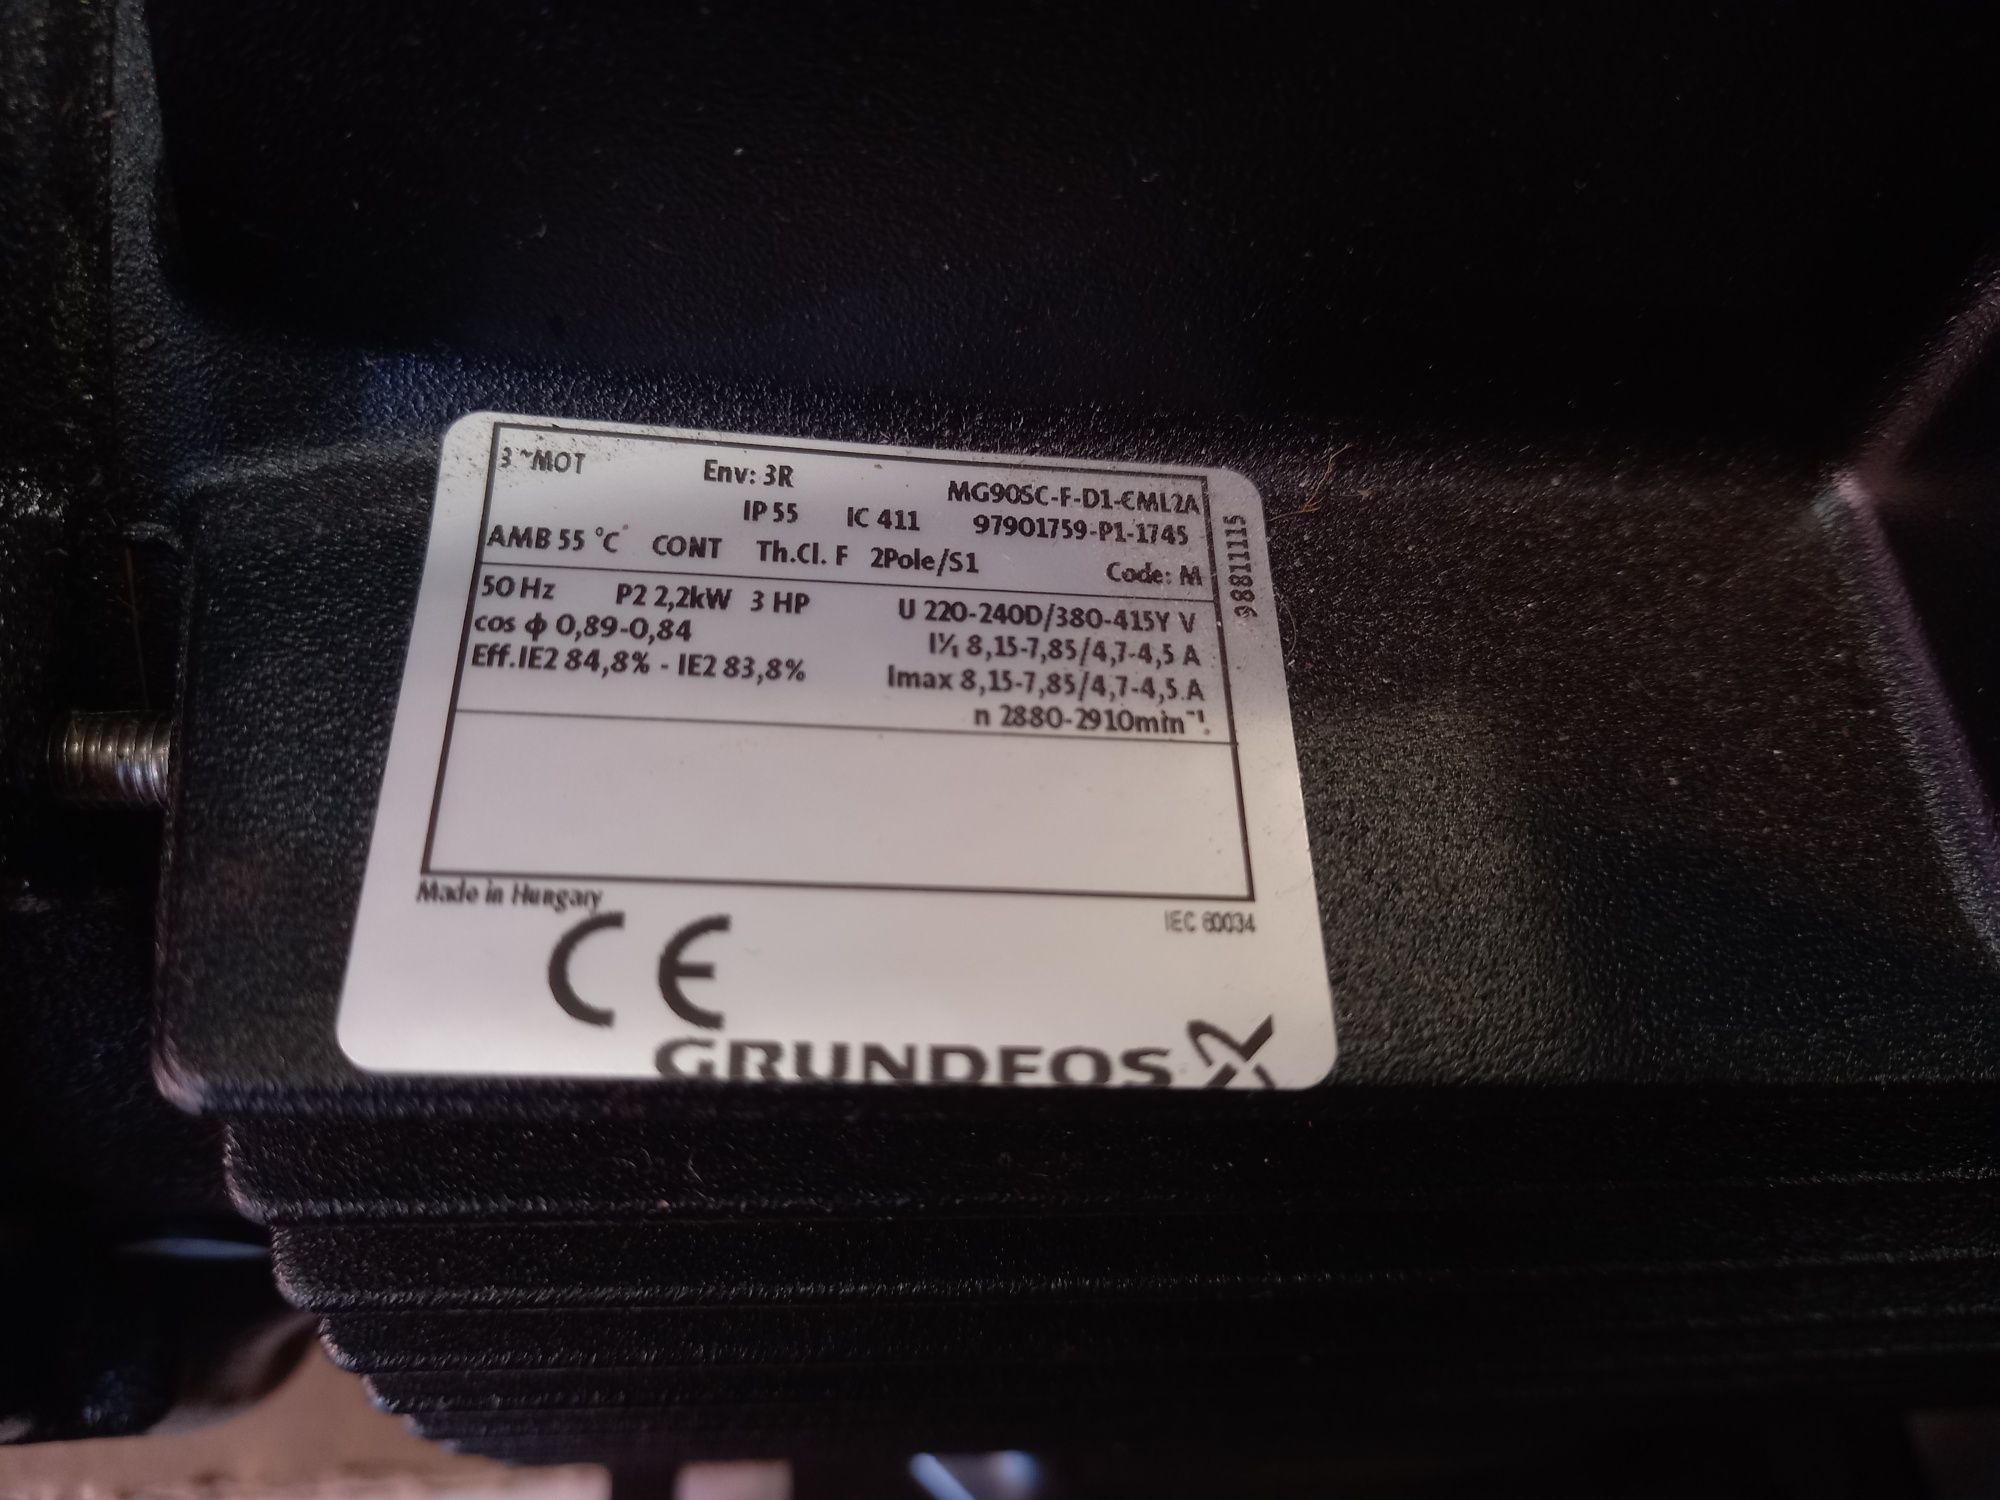 3~MOT Env: 3R MG90SC-F-D1-CML2A
IP 55 IC 411 97901759-P1-1745
AMB 55 °C CONT Th.Cl. F 2Pole/S1 Code: M
50 Hz P2 2,2kW 3 HP U 220-240D/380-415Y V
cos ϕ 0,89-0,84 I¹⁄₁ 8,15-7,85/4,7-4,5 A
Eff.IE2 84,8% - IE2 83,8% Imax 8,15-7,85/4,7-4,5 A
n 2880-2910min⁻¹
98811115
Made in Hungary IEC 60034
CE
GRUNDFOS